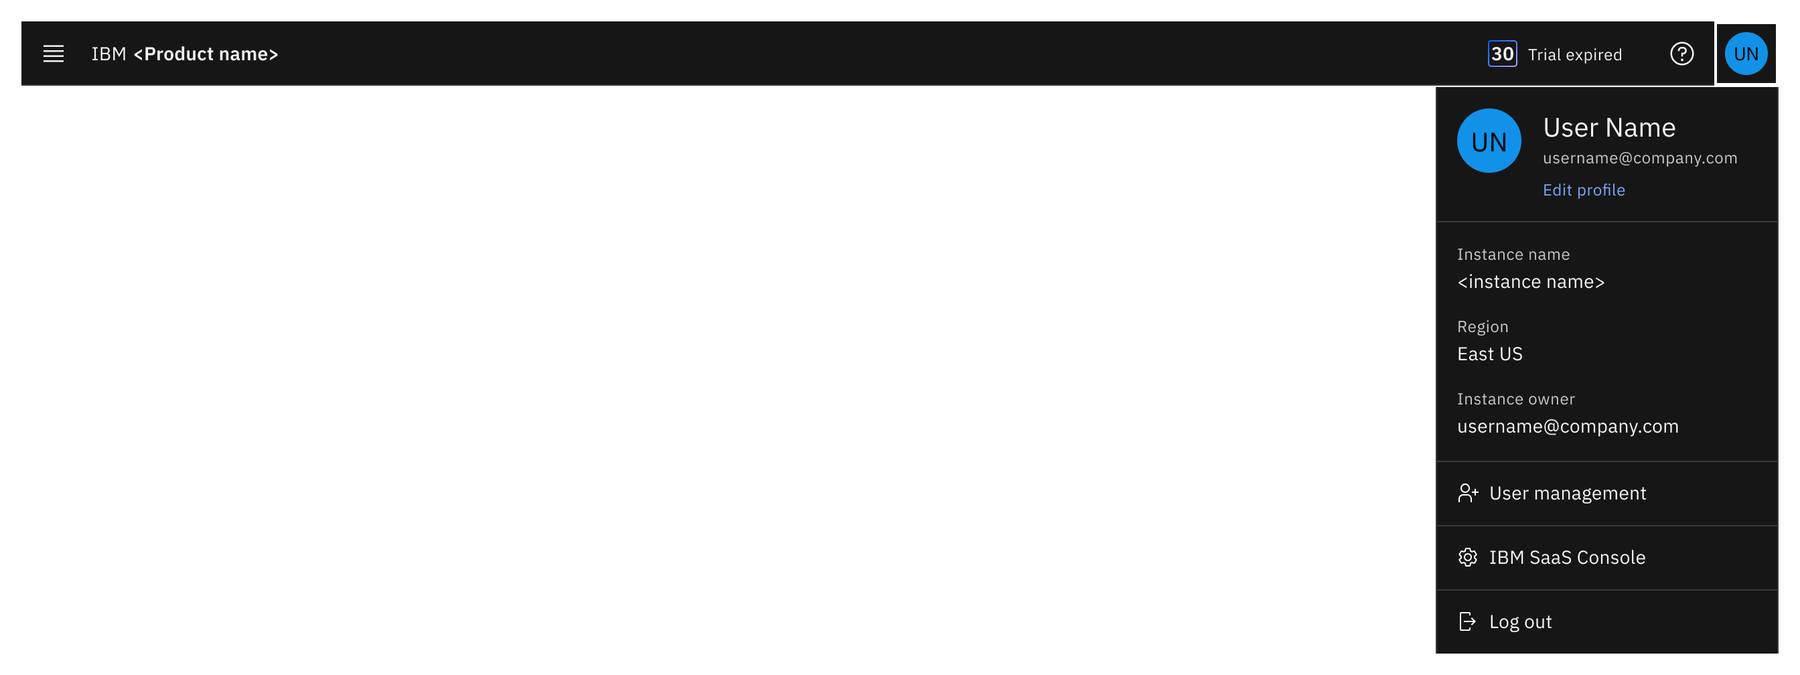 IBM <Product name>
30 Trial expired
UN
UN
User Name
username@company.com
Edit profile
Instance name
<instance name>
Region
East US
Instance owner
username@company.com
User management
IBM SaaS Console
Log out